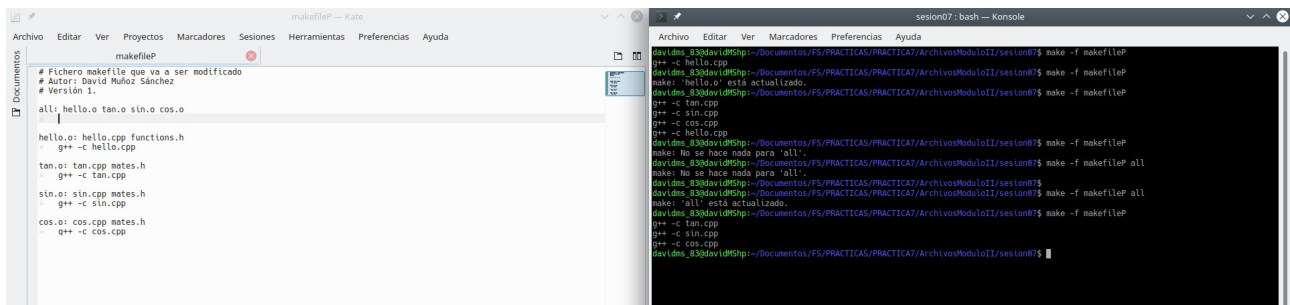 makefileP — Kate
Archivo Editar Ver Proyectos Marcadores Sesiones Herramientas Preferencias Ayuda
Documentos
makefileP
# Fichero makefile que va a ser modificado
# Autor: David Muñoz Sánchez
# Versión 1.
all: hello.o tan.o sin.o cos.o
hello.o: hello.cpp functions.h
g++ -c hello.cpp
tan.o: tan.cpp mates.h
g++ -c tan.cpp
sin.o: sin.cpp mates.h
g++ -c sin.cpp
cos.o: cos.cpp mates.h
g++ -c cos.cpp
sesion07 : bash — Konsole
Archivo Editar Ver Marcadores Preferencias Ayuda
davidms_83@davidMShp:~/Documentos/FS/PRACTICAS/PRACTICA7/ArchivosModuloII/sesion07$ make -f makefileP
g++ -c hello.cpp
davidms_83@davidMShp:~/Documentos/FS/PRACTICAS/PRACTICA7/ArchivosModuloII/sesion07$ make -f makefileP
make: 'hello.o' está actualizado.
davidms_83@davidMShp:~/Documentos/FS/PRACTICAS/PRACTICA7/ArchivosModuloII/sesion07$ make -f makefileP
g++ -c tan.cpp
g++ -c sin.cpp
g++ -c cos.cpp
g++ -c hello.cpp
davidms_83@davidMShp:~/Documentos/FS/PRACTICAS/PRACTICA7/ArchivosModuloII/sesion07$ make -f makefileP
make: No se hace nada para 'all'.
davidms_83@davidMShp:~/Documentos/FS/PRACTICAS/PRACTICA7/ArchivosModuloII/sesion07$ make -f makefileP all
make: No se hace nada para 'all'.
davidms_83@davidMShp:~/Documentos/FS/PRACTICAS/PRACTICA7/ArchivosModuloII/sesion07$
davidms_83@davidMShp:~/Documentos/FS/PRACTICAS/PRACTICA7/ArchivosModuloII/sesion07$ make -f makefileP all
make: 'all' está actualizado.
davidms_83@davidMShp:~/Documentos/FS/PRACTICAS/PRACTICA7/ArchivosModuloII/sesion07$ make -f makefileP
g++ -c tan.cpp
g++ -c sin.cpp
g++ -c cos.cpp
davidms_83@davidMShp:~/Documentos/FS/PRACTICAS/PRACTICA7/ArchivosModuloII/sesion07$